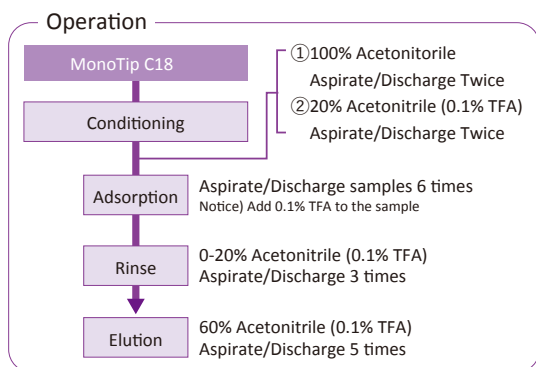 Operation
MonoTip C18
①100% Acetonitorile
Aspirate/Discharge Twice
②20% Acetonitrile (0.1% TFA)
Aspirate/Discharge Twice
Conditioning
Adsorption
Aspirate/Discharge samples 6 times
Notice) Add 0.1% TFA to the sample
Rinse
0-20% Acetonitrile (0.1% TFA)
Aspirate/Discharge 3 times
Elution
60% Acetonitrile (0.1% TFA)
Aspirate/Discharge 5 times